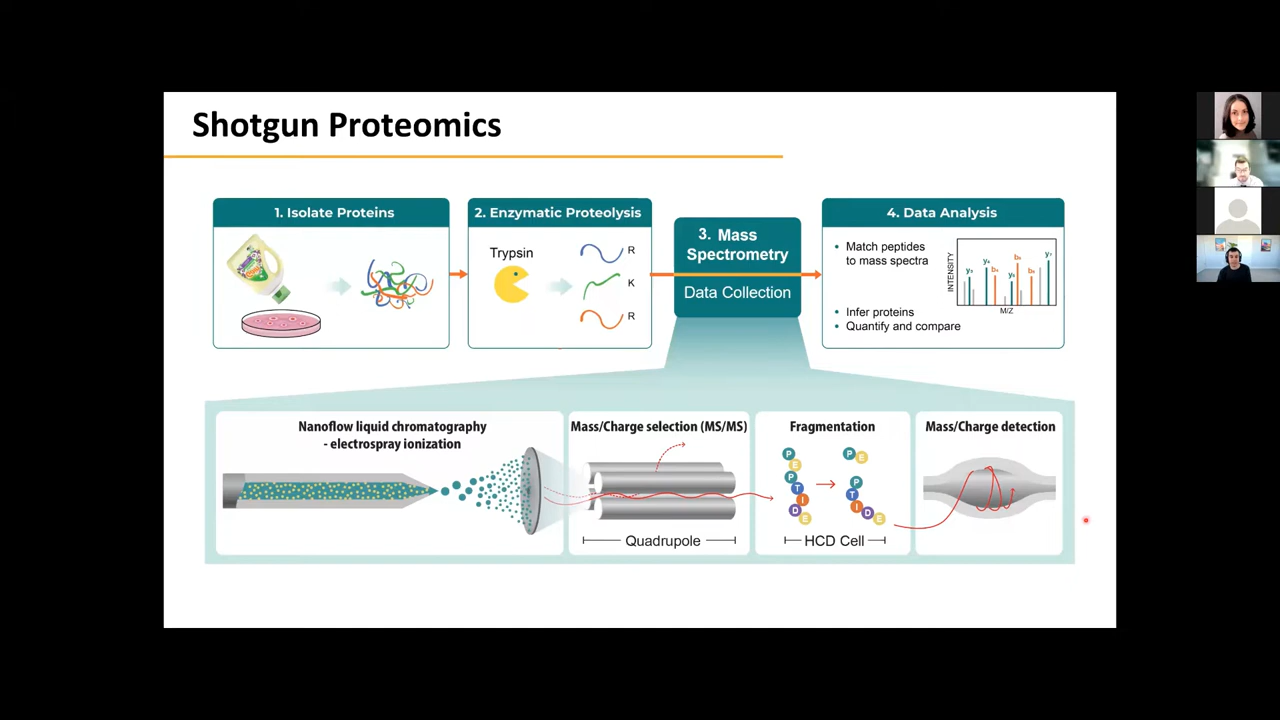 Shotgun Proteomics
1. Isolate Proteins
2. Enzymatic Proteolysis
Trypsin
R
K
R
3. Mass
Spectrometry
Data Collection
4. Data Analysis
• Match peptides
to mass spectra
• Infer proteins
• Quantify and compare
INTENSITY
M/Z
Nanoflow liquid chromatography
- electrospray ionization
Mass/Charge selection (MS/MS)
Quadrupole
Fragmentation
P
E
P
T
I
D
E
P
E
P
T
I
D
E
HCD Cell
Mass/Charge detection